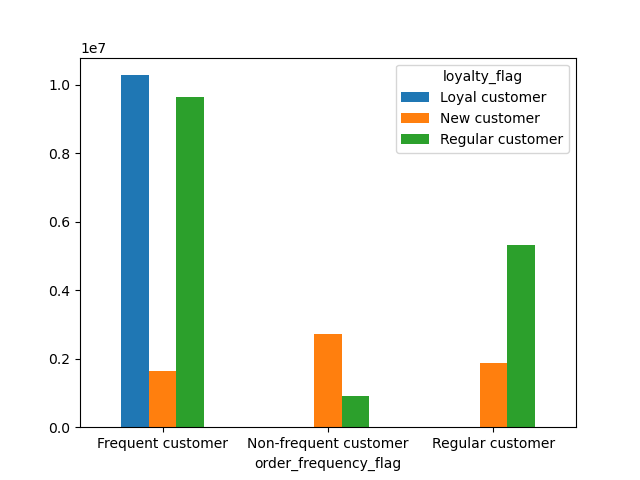 1e7
loyalty_flag
Loyal customer
New customer
Regular customer
1.0
0.8
0.6
0.4
0.2
0.0
Frequent customer Non-frequent customer Regular customer
order_frequency_flag